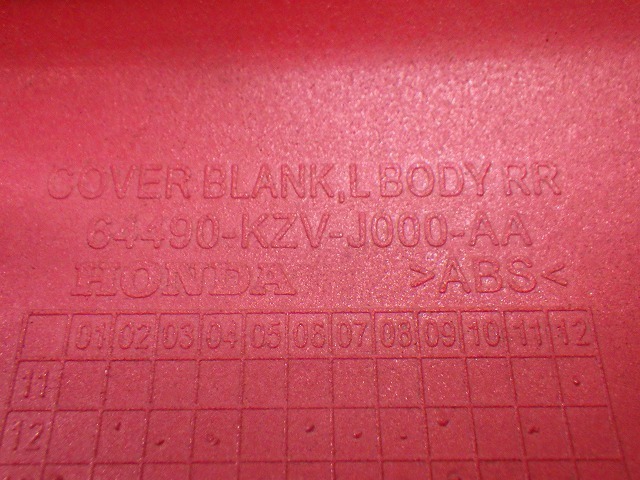 COVER BLANK,L BODY RR
64490-KZV-J000-AA
HONDA >ABS<
01 02 03 04 05 06 07 08 09 10 11 12
11
12